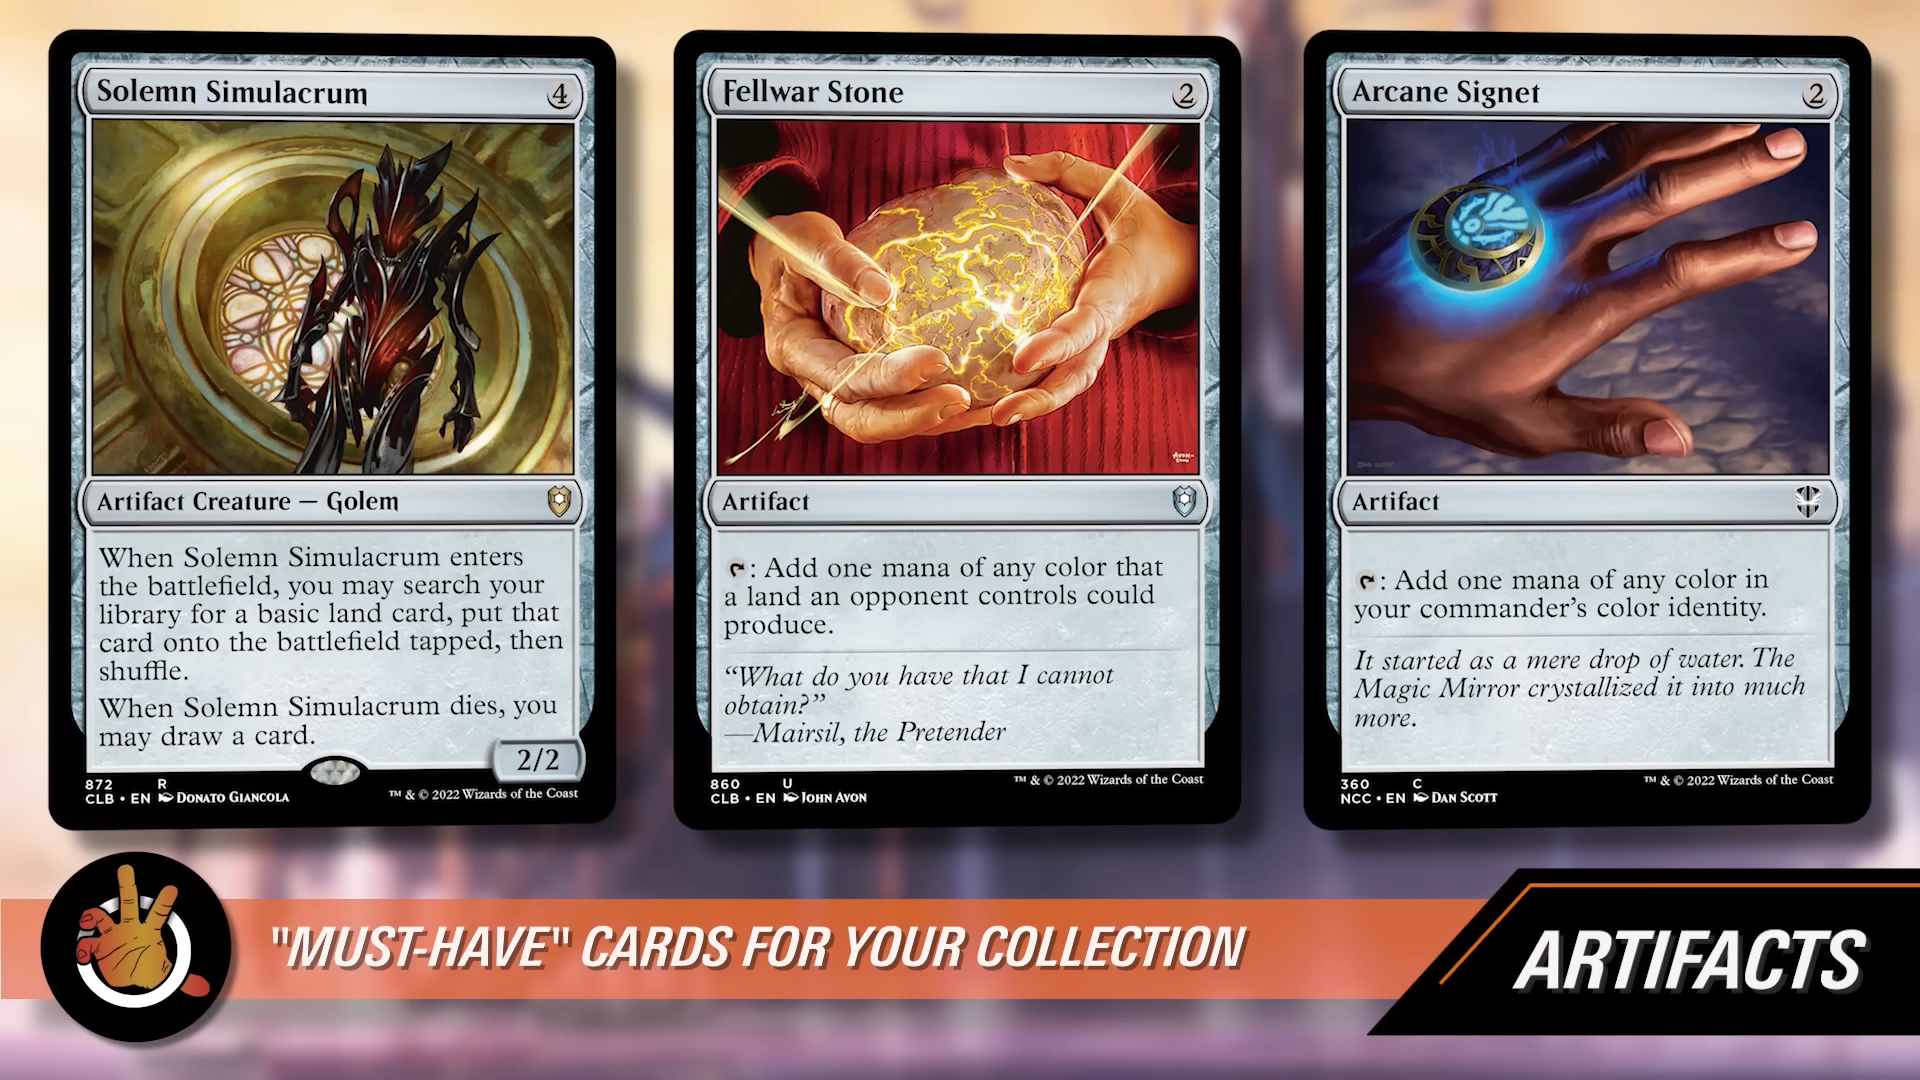 Solemn Simulacrum 4
Artifact Creature — Golem
When Solemn Simulacrum enters
the battlefield, you may search your
library for a basic land card, put that
card onto the battlefield tapped, then
shuffle.
When Solemn Simulacrum dies, you
may draw a card.
2/2
872 R
CLB • EN DONATO GIANCOLA
™ & © 2022 Wizards of the Coast
Fellwar Stone 2
Artifact
: Add one mana of any color that
a land an opponent controls could
produce.
“What do you have that I cannot
obtain?”
—Mairsil, the Pretender
860 U
CLB • EN JOHN AVON
™ & © 2022 Wizards of the Coast
Arcane Signet 2
Artifact
: Add one mana of any color in
your commander’s color identity.
It started as a mere drop of water. The
Magic Mirror crystallized it into much
more.
360 C
NCC • EN DAN SCOTT
™ & © 2022 Wizards of the Coast
"MUST-HAVE" CARDS FOR YOUR COLLECTION
ARTIFACTS